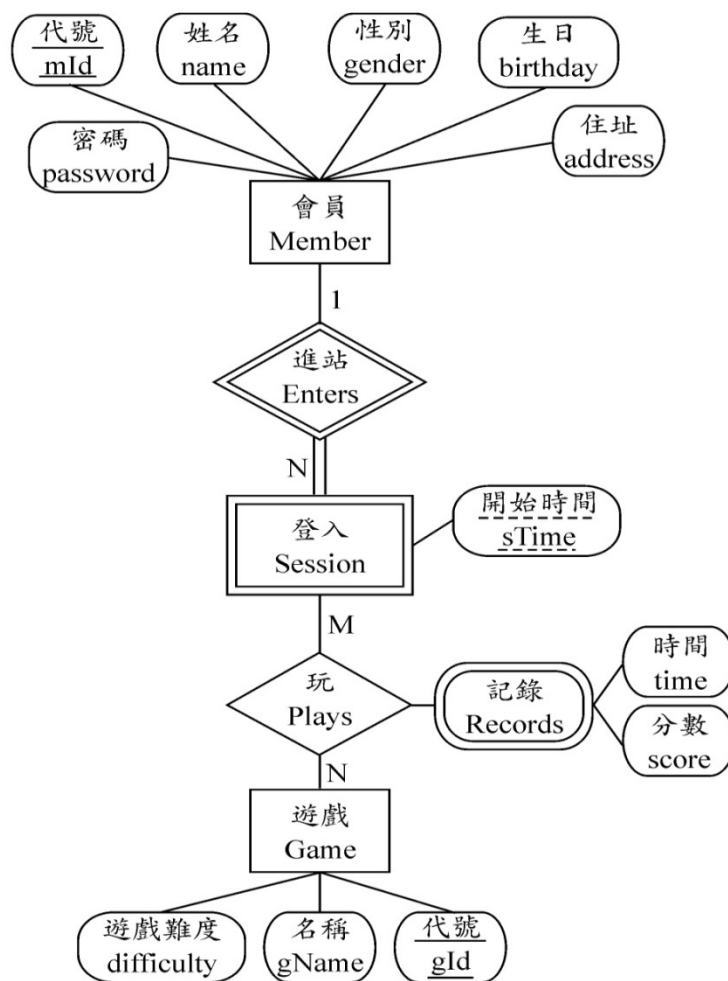 代號
mId
姓名
name
性別
gender
生日
birthday
密碼
password
住址
address
會員
Member
1
進站
Enters
N
登入
Session
開始時間
sTime
M
玩
Plays
記錄
Records
時間
time
分數
score
N
遊戲
Game
遊戲難度
difficulty
名稱
gName
代號
gId